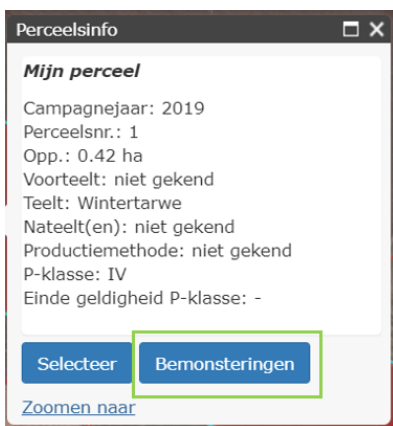 Perceelsinfo
Mijn perceel
Campagnejaar: 2019
Perceelsnr.: 1
Opp.: 0.42 ha
Voorteelt: niet gekend
Teelt: Wintertarwe
Nateelt(en): niet gekend
Productiemethode: niet gekend
P-klasse: IV
Einde geldigheid P-klasse: -
Selecteer Bemonsteringen
Zoomen naar